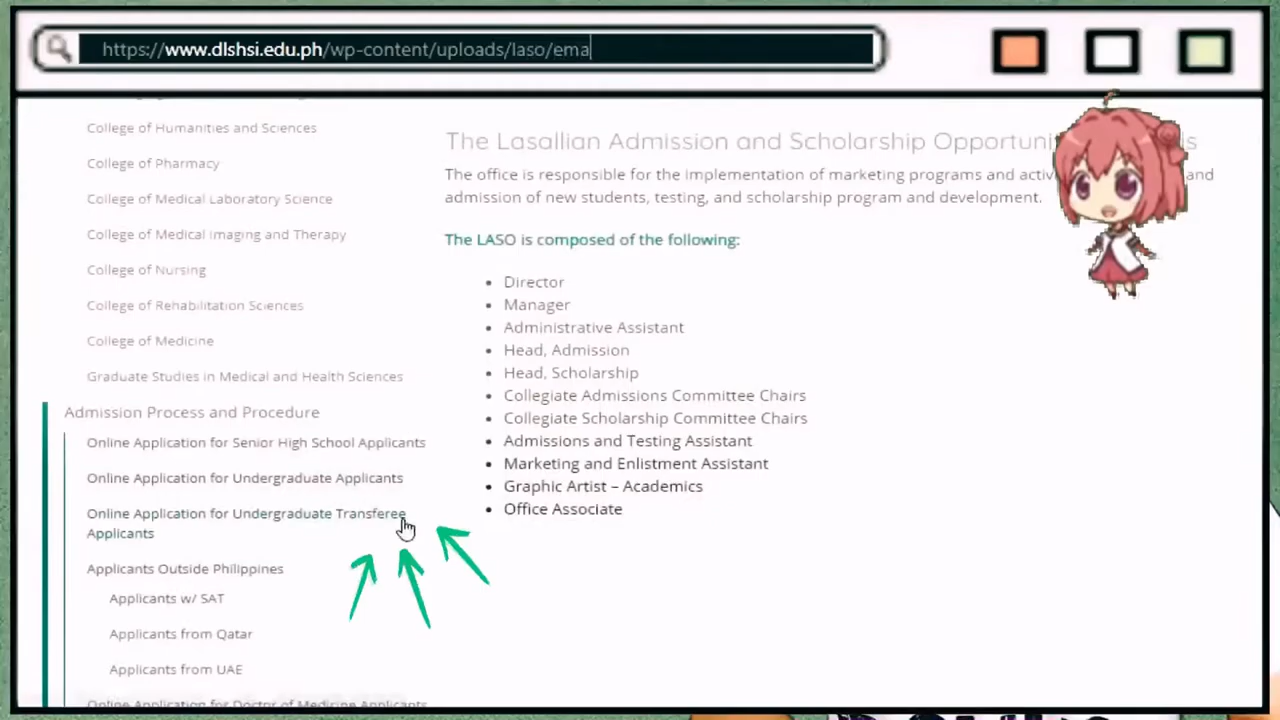 https://www.dlshsi.edu.ph/wp-content/uploads/laso/ema
College of Humanities and Sciences
College of Pharmacy
College of Medical Laboratory Science
College of Medical Imaging and Therapy
College of Nursing
College of Rehabilitation Sciences
College of Medicine
Graduate Studies in Medical and Health Sciences
Admission Process and Procedure
Online Application for Senior High School Applicants
Online Application for Undergraduate Applicants
Online Application for Undergraduate Transferee
Applicants
Applicants Outside Philippines
Applicants w/ SAT
Applicants from Qatar
Applicants from UAE
Online Application for Doctor of Medicine Applicants
The Lasallian Admission and Scholarship
The office is responsible for the implementation of marketing programs and
admission of new students, testing, and scholarship program and development.
The LASO is composed of the following:
Director
Manager
Administrative Assistant
Head, Admission
Head, Scholarship
Collegiate Admissions Committee Chairs
Collegiate Scholarship Committee Chairs
Admissions and Testing Assistant
Marketing and Enlistment Assistant
Graphic Artist – Academics
Office Associate